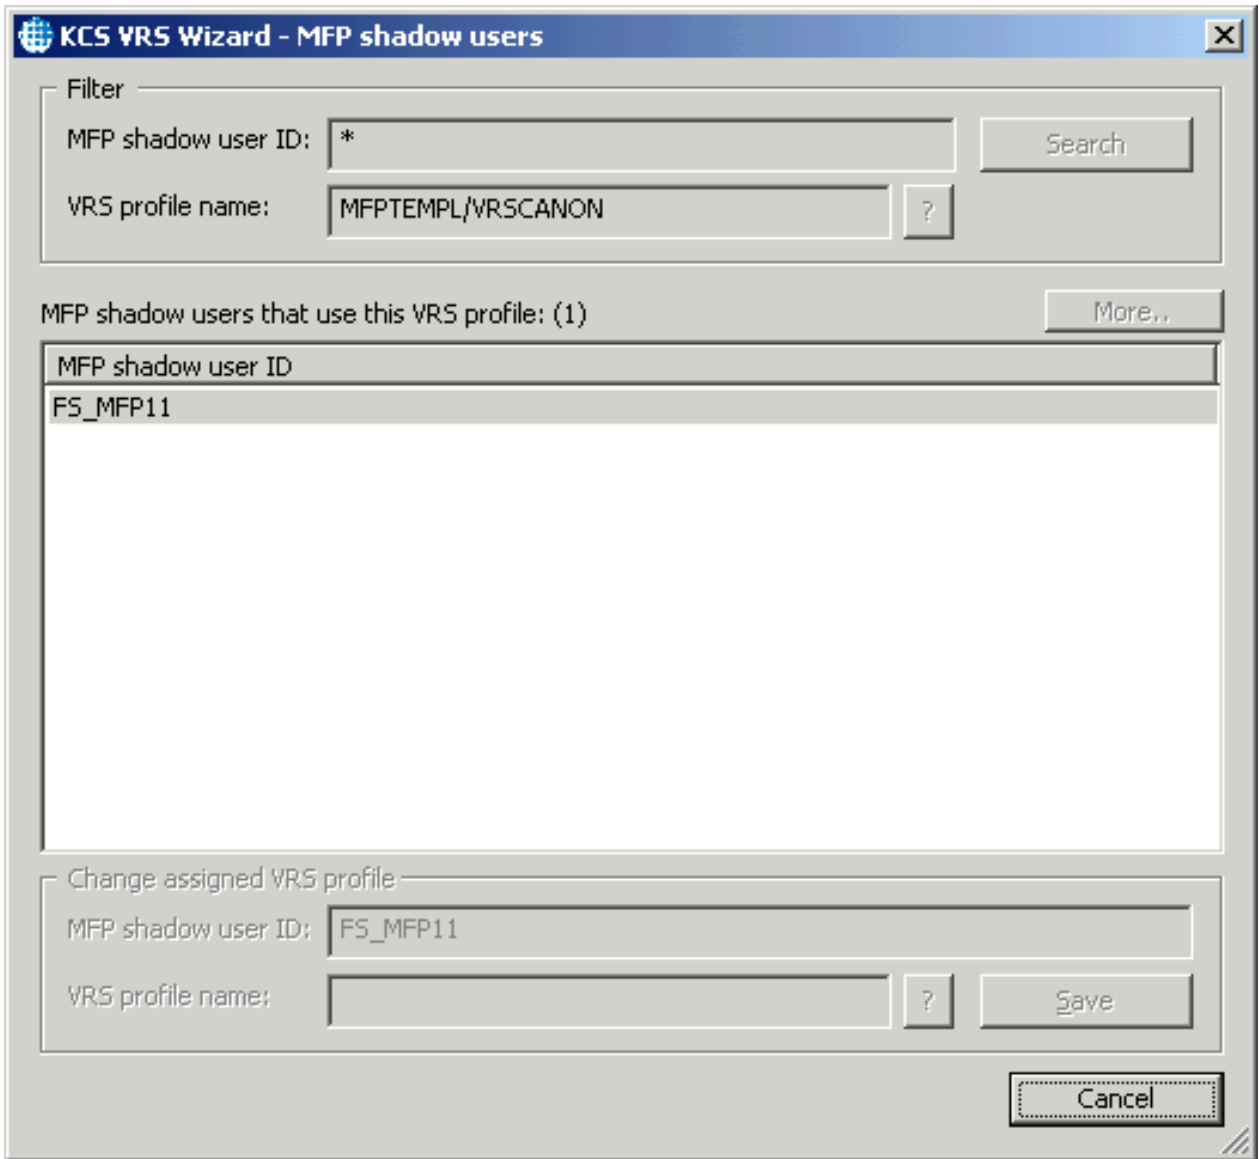 KCS VRS Wizard - MFP shadow users
Filter
MFP shadow user ID: * Search
VRS profile name: MFPTEMPL/VRSCANON ?
MFP shadow users that use this VRS profile: (1) More..
MFP shadow user ID
FS_MFP11
Change assigned VRS profile
MFP shadow user ID: FS_MFP11
VRS profile name: ? Save
Cancel